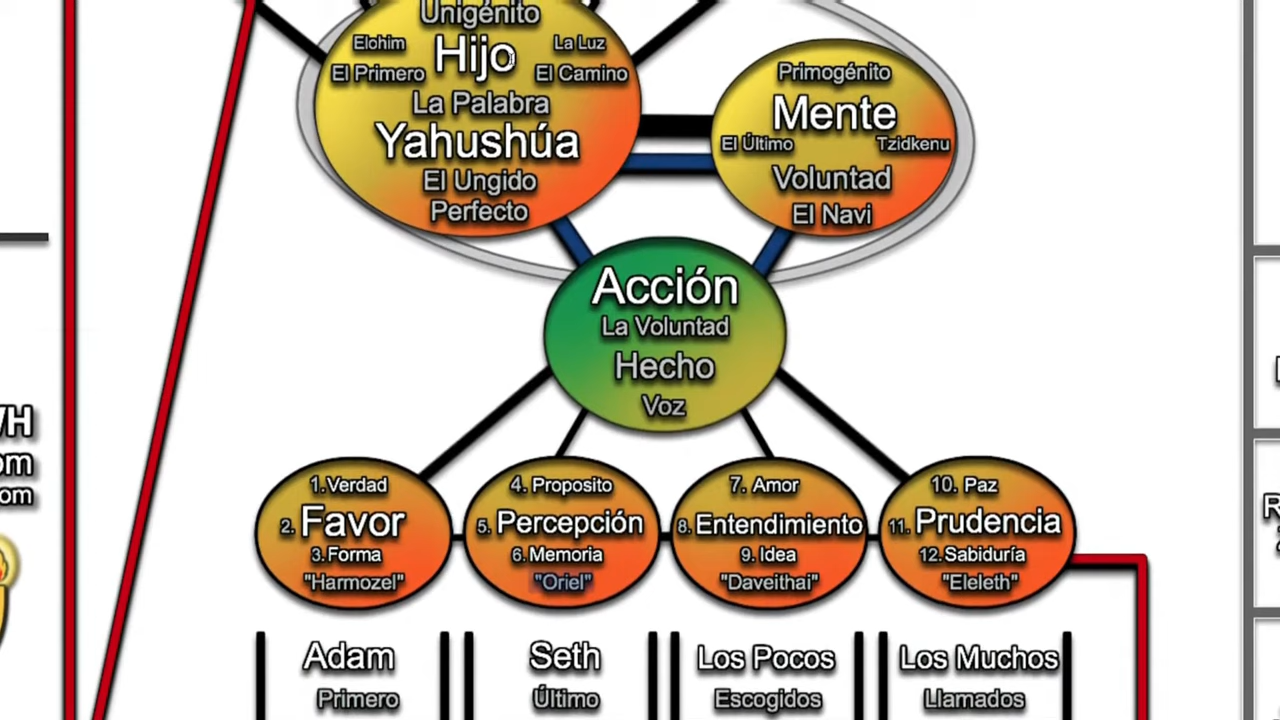 Unigénito
Elohim
Hijo
La Luz
El Primero
El Camino
La Palabra
Yahushúa
El Ungido
Perfecto
Primogénito
Mente
El Último
Tzidkenu
Voluntad
El Navi
Acción
La Voluntad
Hecho
Voz
1.Verdad
2. Favor
3.Forma
"Harmozel"
4. Proposito
5. Percepción
6. Memoria
"Oriel"
7. Amor
8. Entendimiento
9. Idea
"Daveithai"
10. Paz
11. Prudencia
12.Sabiduría
"Eleleth"
Adam
Primero
Seth
Último
Los Pocos
Escogidos
Los Muchos
Llamados